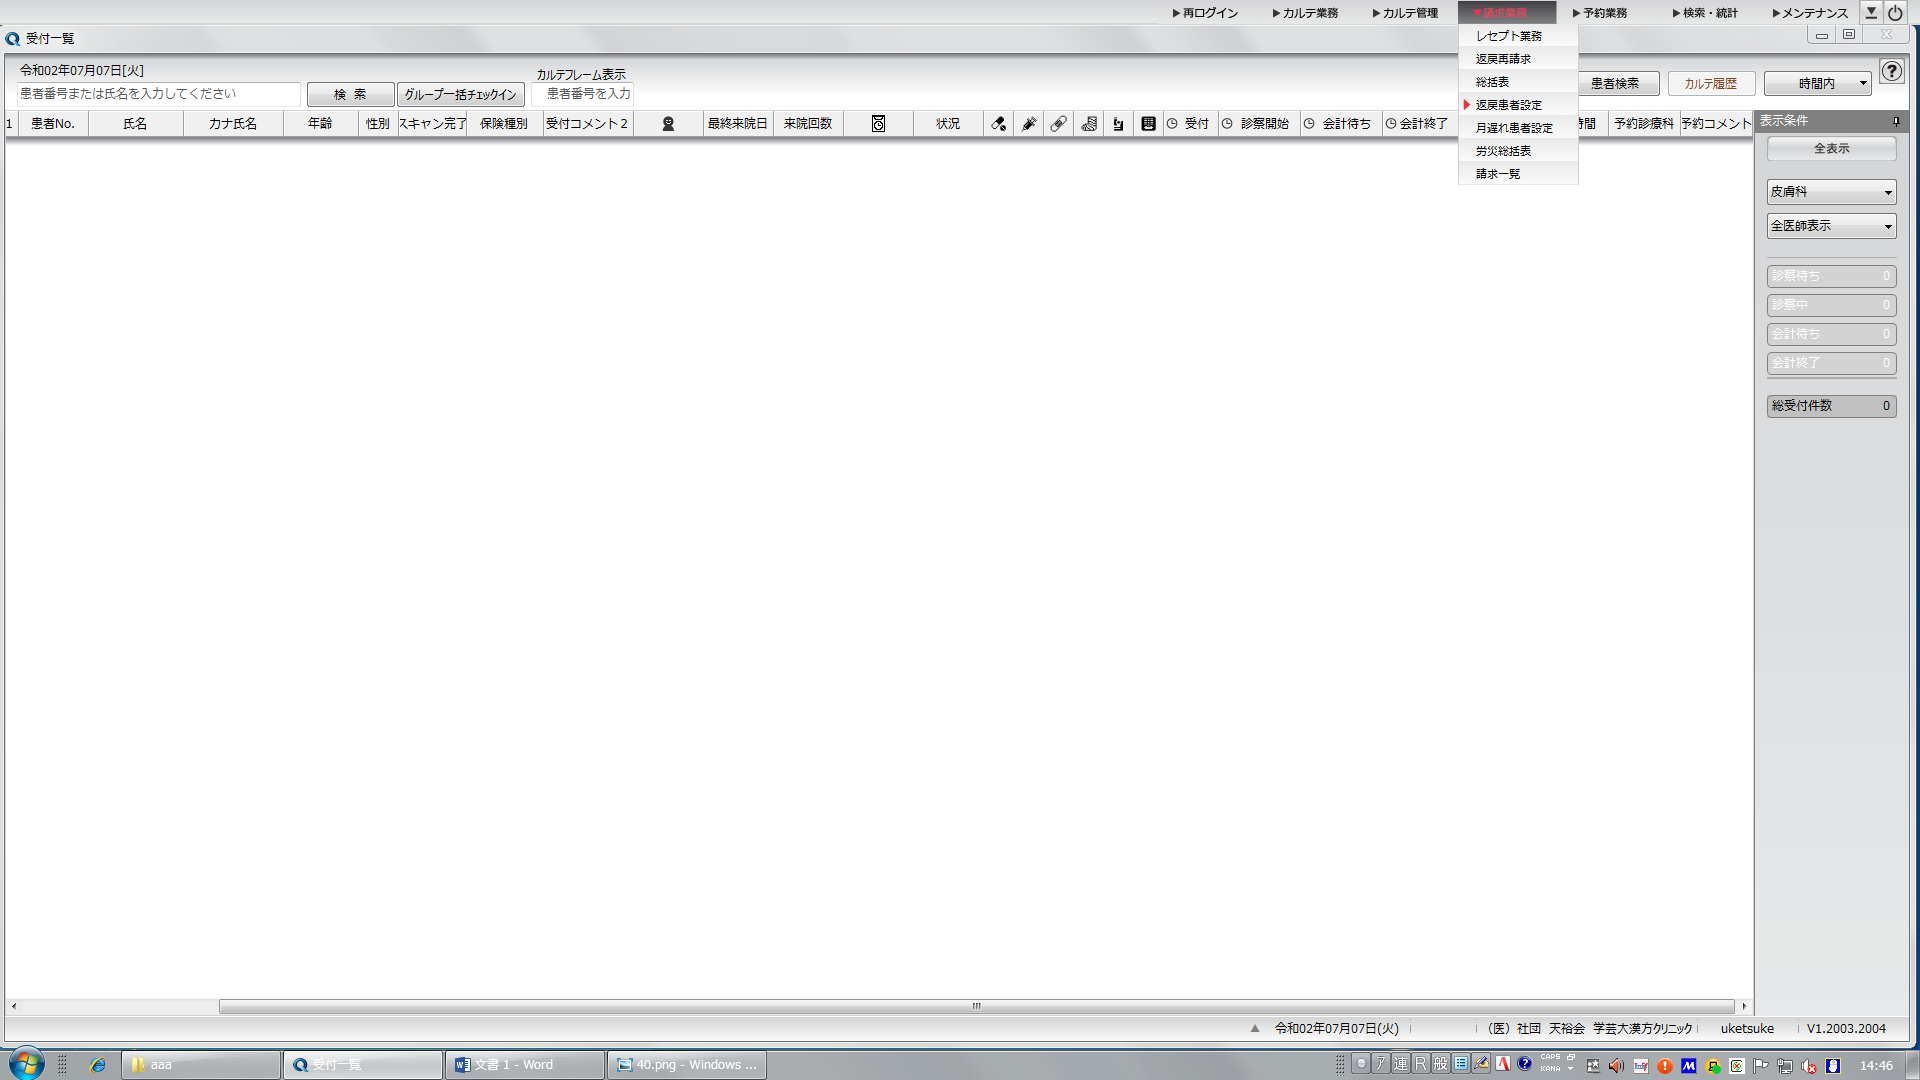 ▶再ログイン ▶カルテ業務 ▶カルテ管理 ▼請求業務 ▶予約業務 ▶検索・統計 ▶メンテナンス
受付一覧
レセプト業務
返戻再請求
総括表
返戻患者設定
月遅れ患者設定
労災総括表
請求一覧
令和02年07月07日[火]
患者番号または氏名を入力してください
検 索
グループ一括チェックイン
カルテフレーム表示
患者番号を入力
患者検索
カルテ履歴
時間内
1 患者No. 氏名 カナ氏名 年齢 性別 スキャン完了 保険種別 受付コメント2 最終来院日 来院回数 状況 受付 診察開始 会計待ち 会計終了 時間 予約診療科 予約コメント
表示条件
全表示
皮膚科
全医師表示
診察待ち 0
診察中 0
会計待ち 0
会計終了 0
総受付件数 0
令和02年07月07日(火) (医)社団 天裕会 学芸大漢方クリニック uketsuke V1.2003.2004
aaa
受付一覧
文書 1 - Word
40.png - Windows ...
ア 連 R 般
CAPS
KANA
14:46